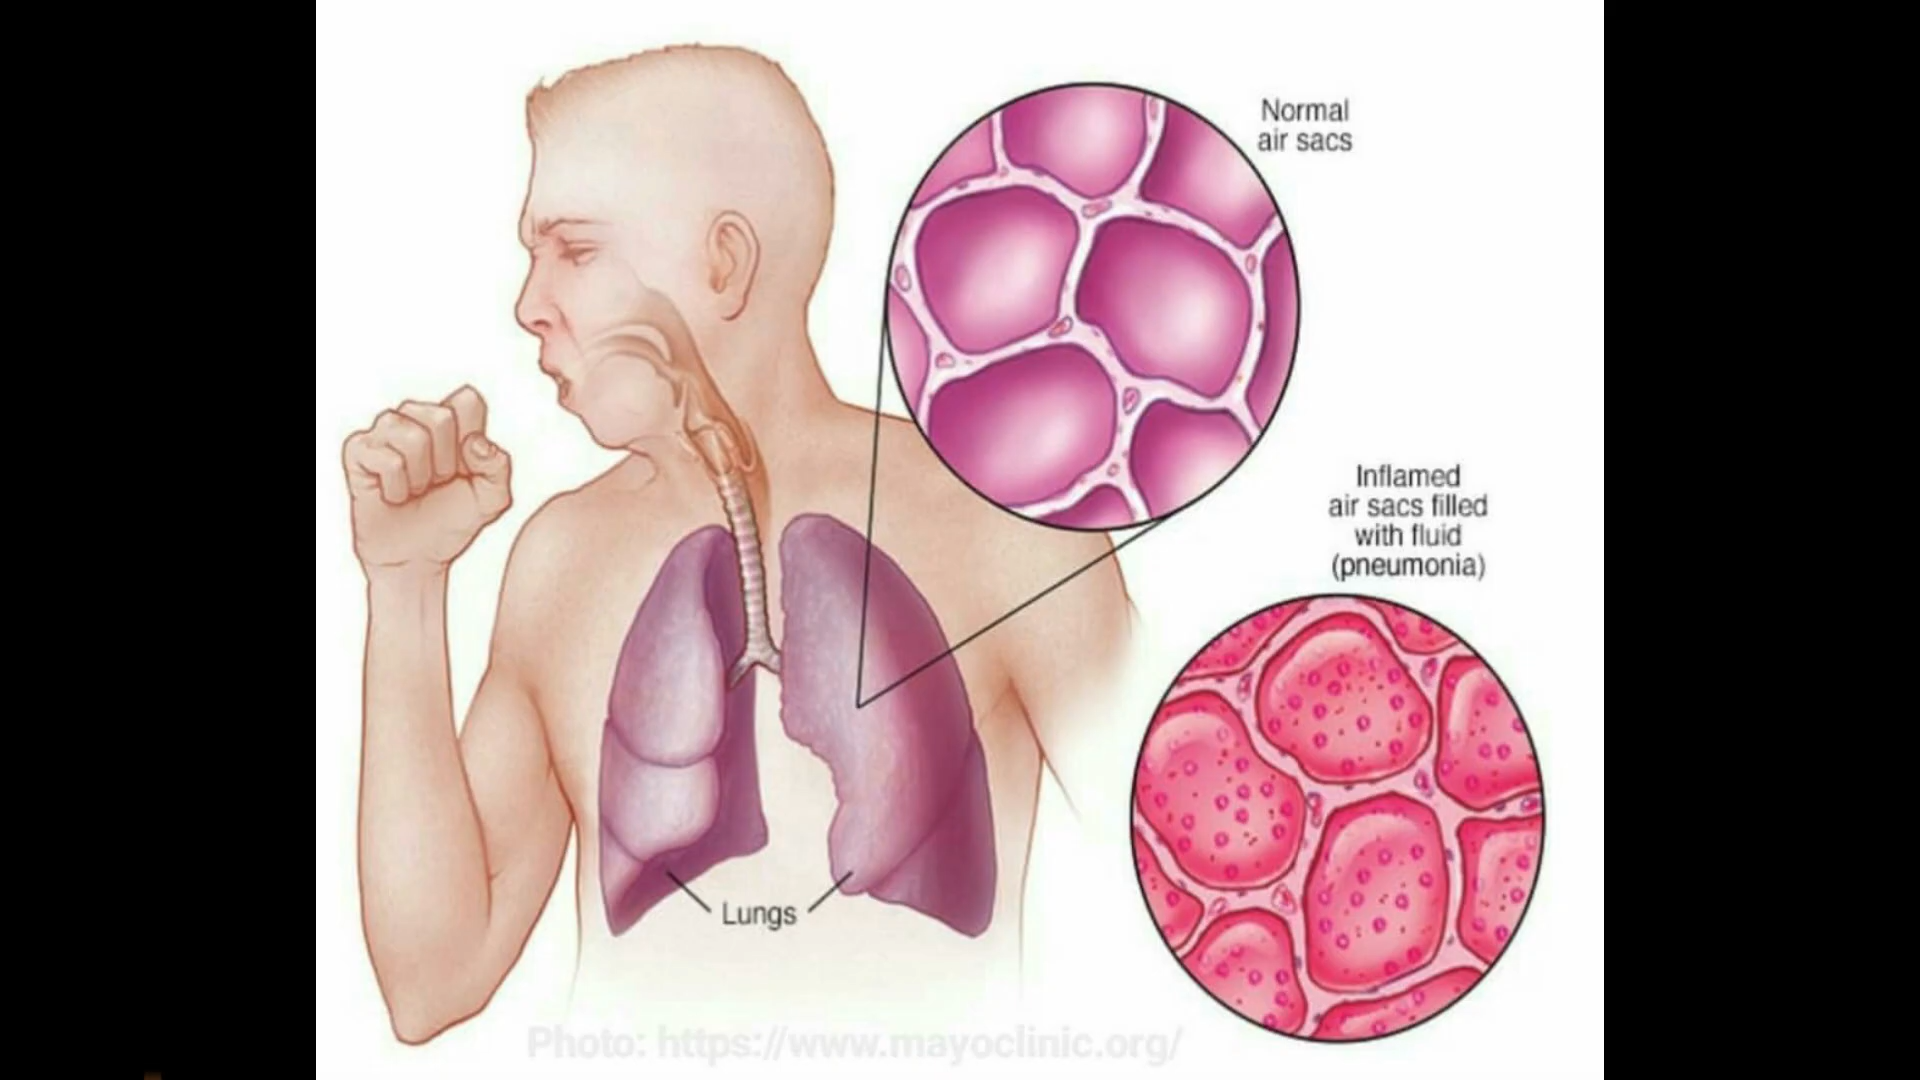 Normal
air sacs
Inflamed
air sacs filled
with fluid
(pneumonia)
Lungs
Photo: https://www.mayoclinic.org/